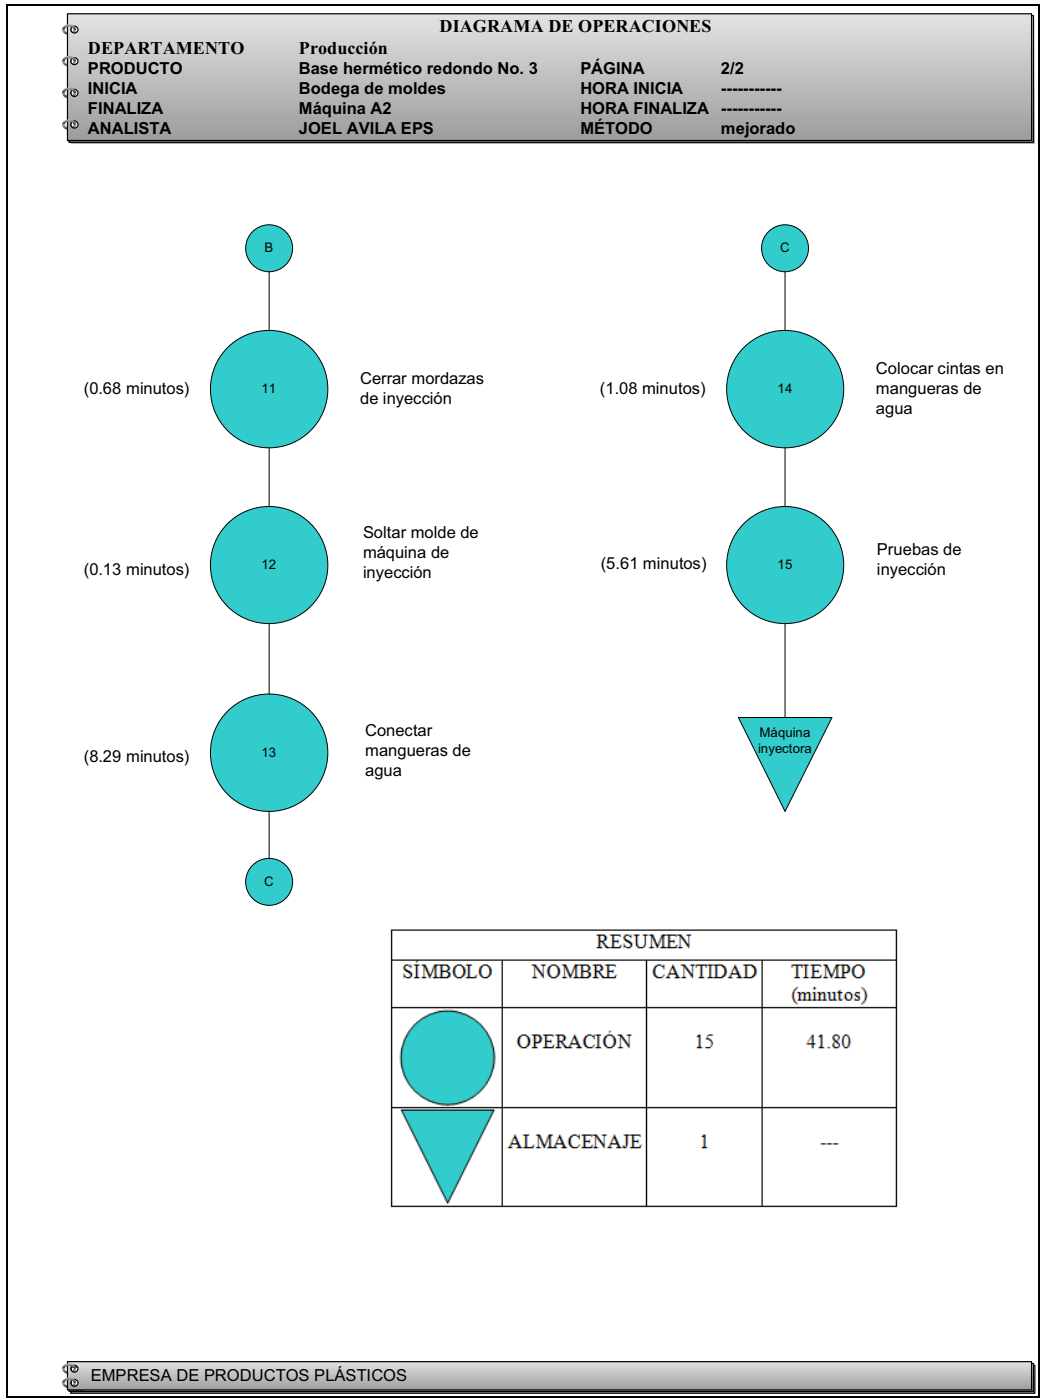 DIAGRAMA DE OPERACIONES
DEPARTAMENTO Producción
PRODUCTO Base hermético redondo No. 3 PÁGINA 2/2
INICIA Bodega de moldes HORA INICIA -----------
FINALIZA Máquina A2 HORA FINALIZA -----------
ANALISTA JOEL AVILA EPS MÉTODO mejorado
B
(0.68 minutos) 11 Cerrar mordazas
de inyección
(0.13 minutos) 12 Soltar molde de
máquina de
inyección
(8.29 minutos) 13 Conectar
mangueras de
agua
C
C
(1.08 minutos) 14 Colocar cintas en
mangueras de
agua
(5.61 minutos) 15 Pruebas de
inyección
Máquina
inyectora
RESUMEN
SÍMBOLO NOMBRE CANTIDAD TIEMPO
(minutos)
OPERACIÓN 15 41.80
ALMACENAJE 1 ---
EMPRESA DE PRODUCTOS PLÁSTICOS